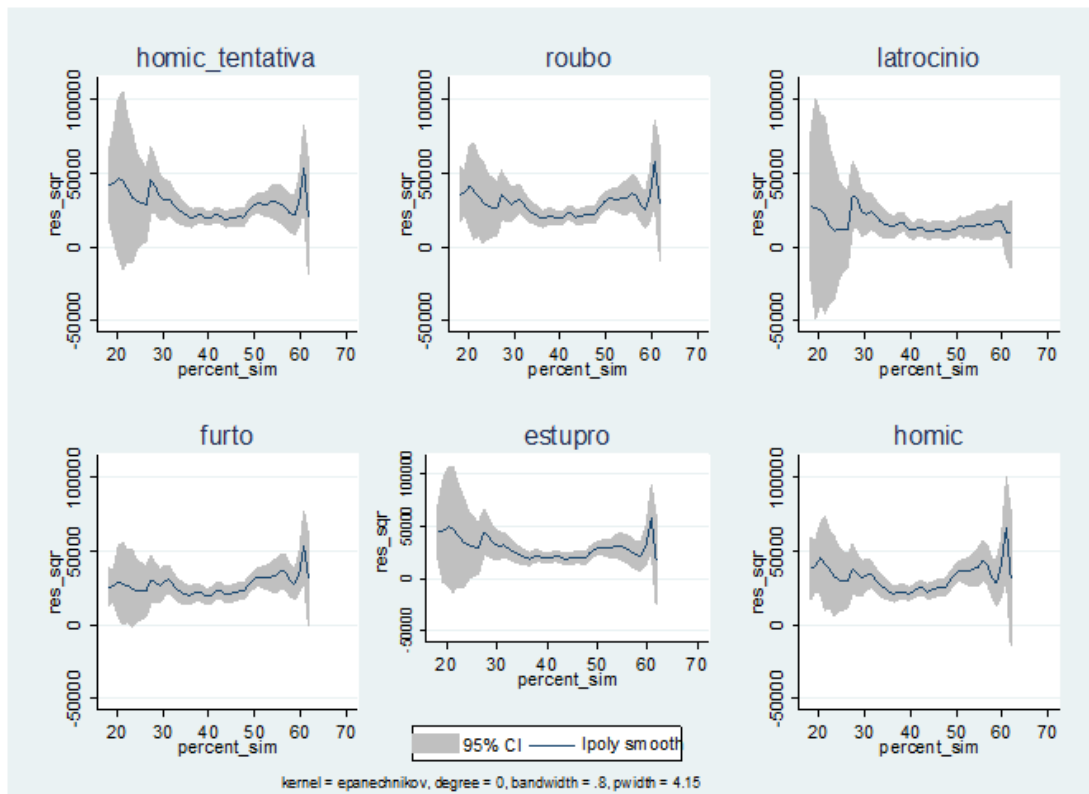 homic_tentativa
res_sqr
100000
50000
0
-50000
20 30 40 50 60 70
percent_sim
roubo
res_sqr
100000
50000
0
-50000
20 30 40 50 60 70
percent_sim
latrocinio
res_sqr
100000
50000
0
-50000
20 30 40 50 60 70
percent_sim
furto
res_sqr
100000
50000
0
-50000
20 30 40 50 60 70
percent_sim
estupro
res_sqr
100000
50000
0
-50000
20 30 40 50 60 70
percent_sim
homic
res_sqr
100000
50000
0
-50000
20 30 40 50 60 70
percent_sim
95% CI lpoly smooth
kernel = epanechnikov, degree = 0, bandwidth = .8, pwidth = 4.15